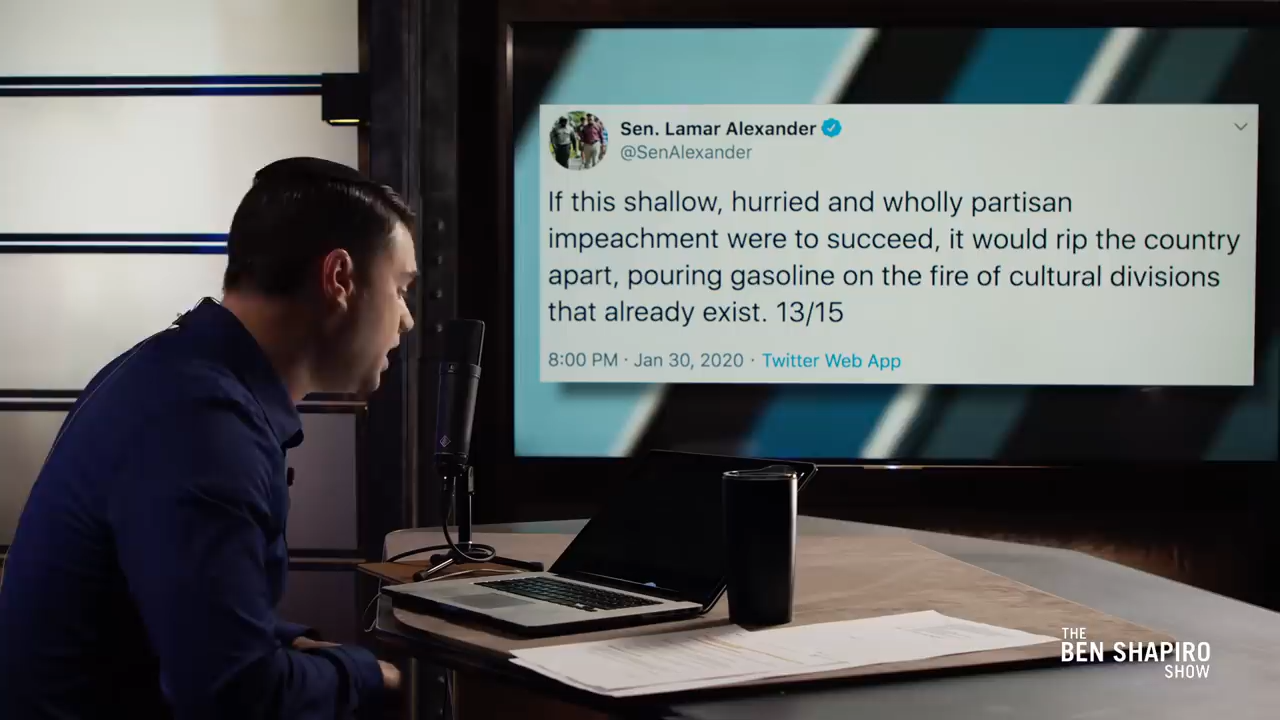 Sen. Lamar Alexander
@SenAlexander
If this shallow, hurried and wholly partisan
impeachment were to succeed, it would rip the country
apart, pouring gasoline on the fire of cultural divisions
that already exist. 13/15
8:00 PM · Jan 30, 2020 · Twitter Web App
THE
BEN SHAPIRO
SHOW